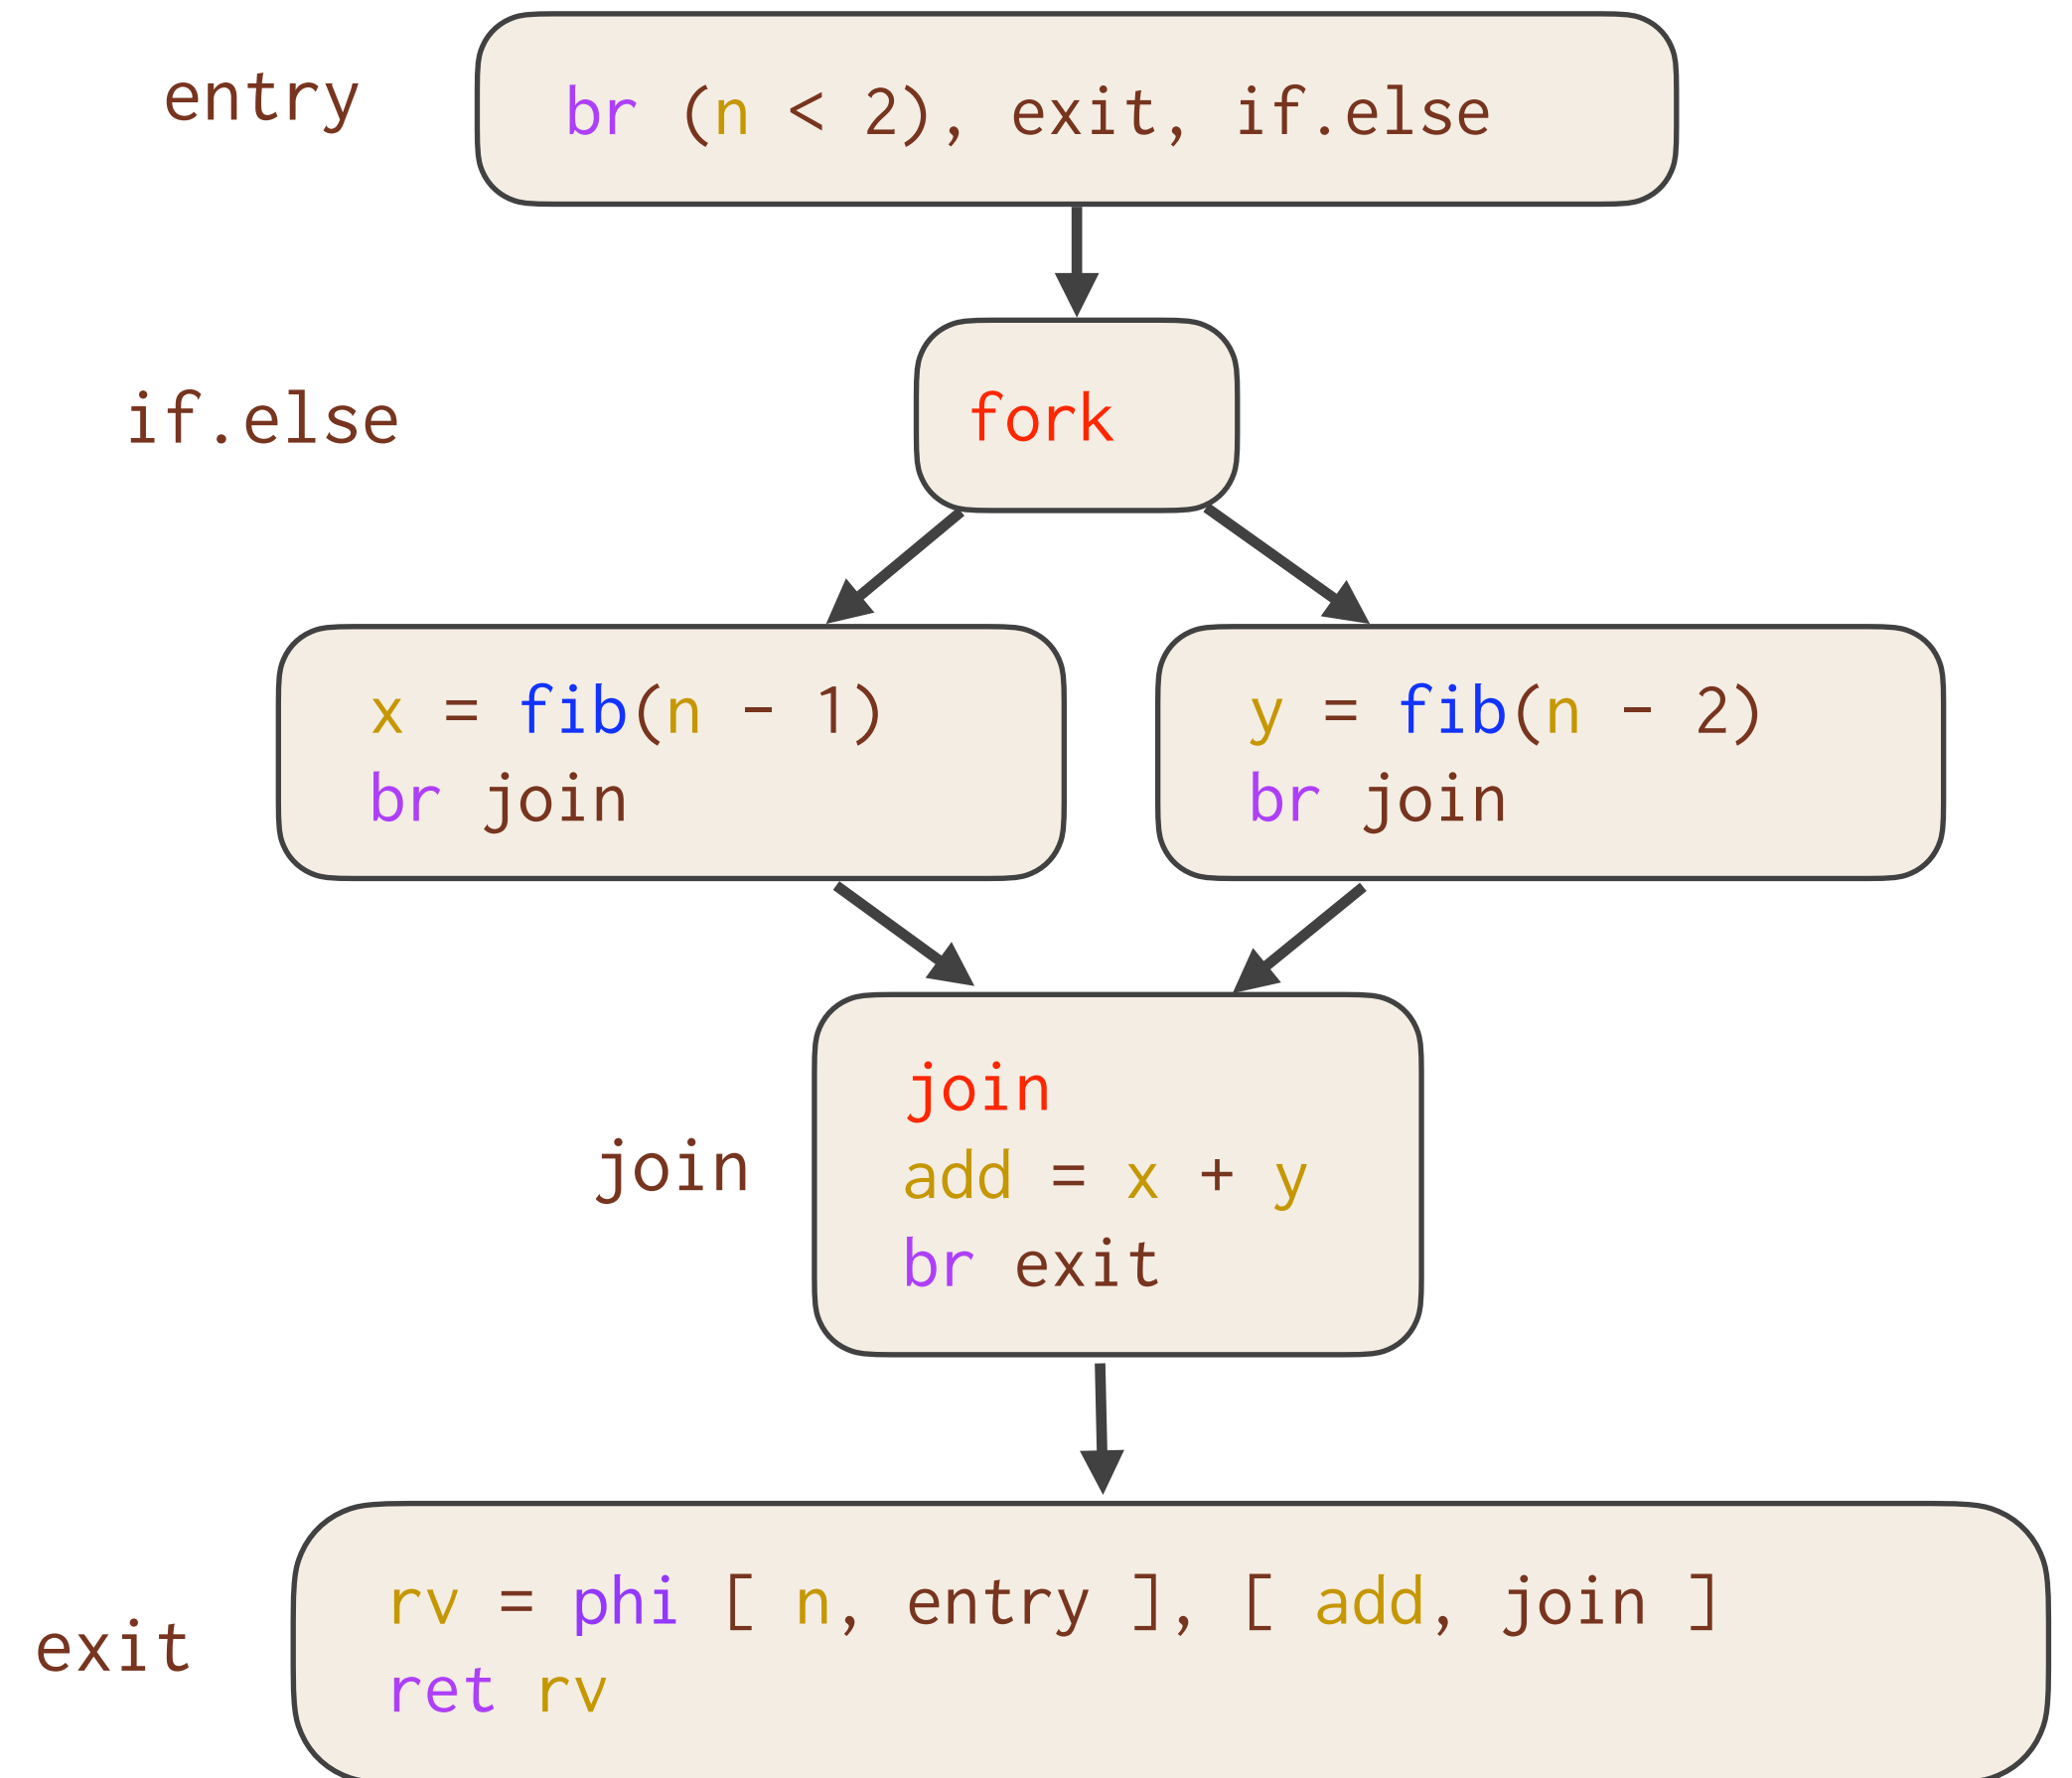 entry
br (n < 2), exit, if.else
if.else
fork
x = fib(n - 1)
br join
y = fib(n - 2)
br join
join
join
add = x + y
br exit
exit
rv = phi [ n, entry ], [ add, join ]
ret rv